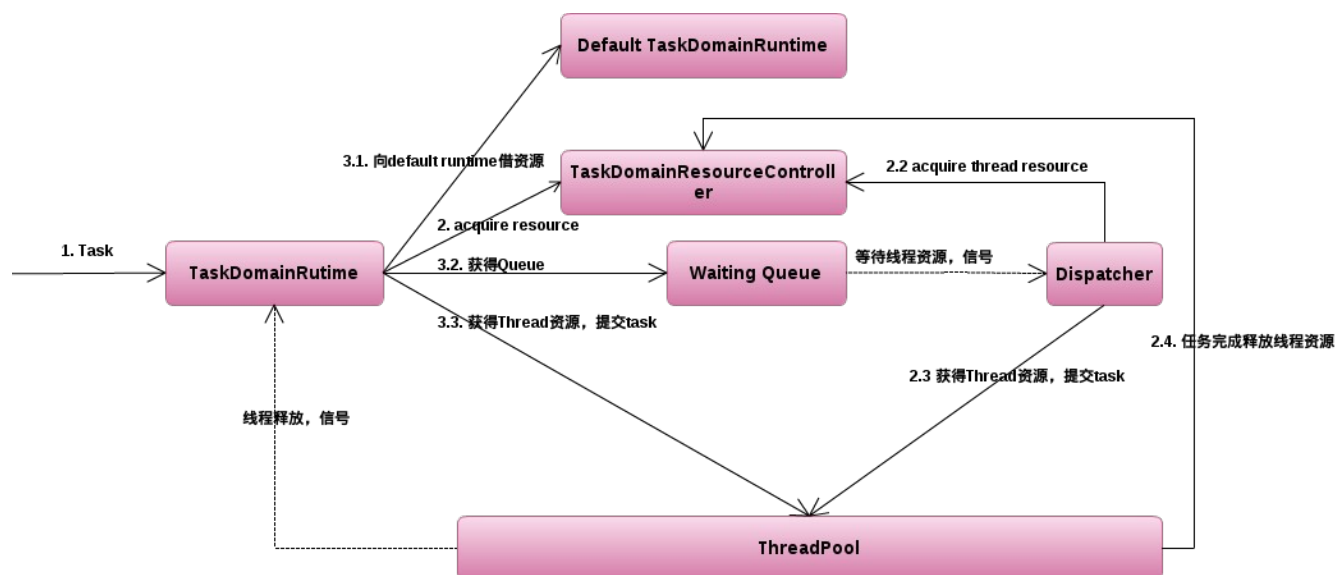 Default TaskDomainRuntime
3.1. 向default runtime借资源
TaskDomainResourceControll
er
2.2 acquire thread resource
2. acquire resource
1. Task
TaskDomainRutime
3.2. 获得Queue
Waiting Queue
等待线程资源，信号
Dispatcher
3.3. 获得Thread资源，提交task
2.4. 任务完成释放线程资源
2.3 获得Thread资源，提交task
线程释放，信号
ThreadPool